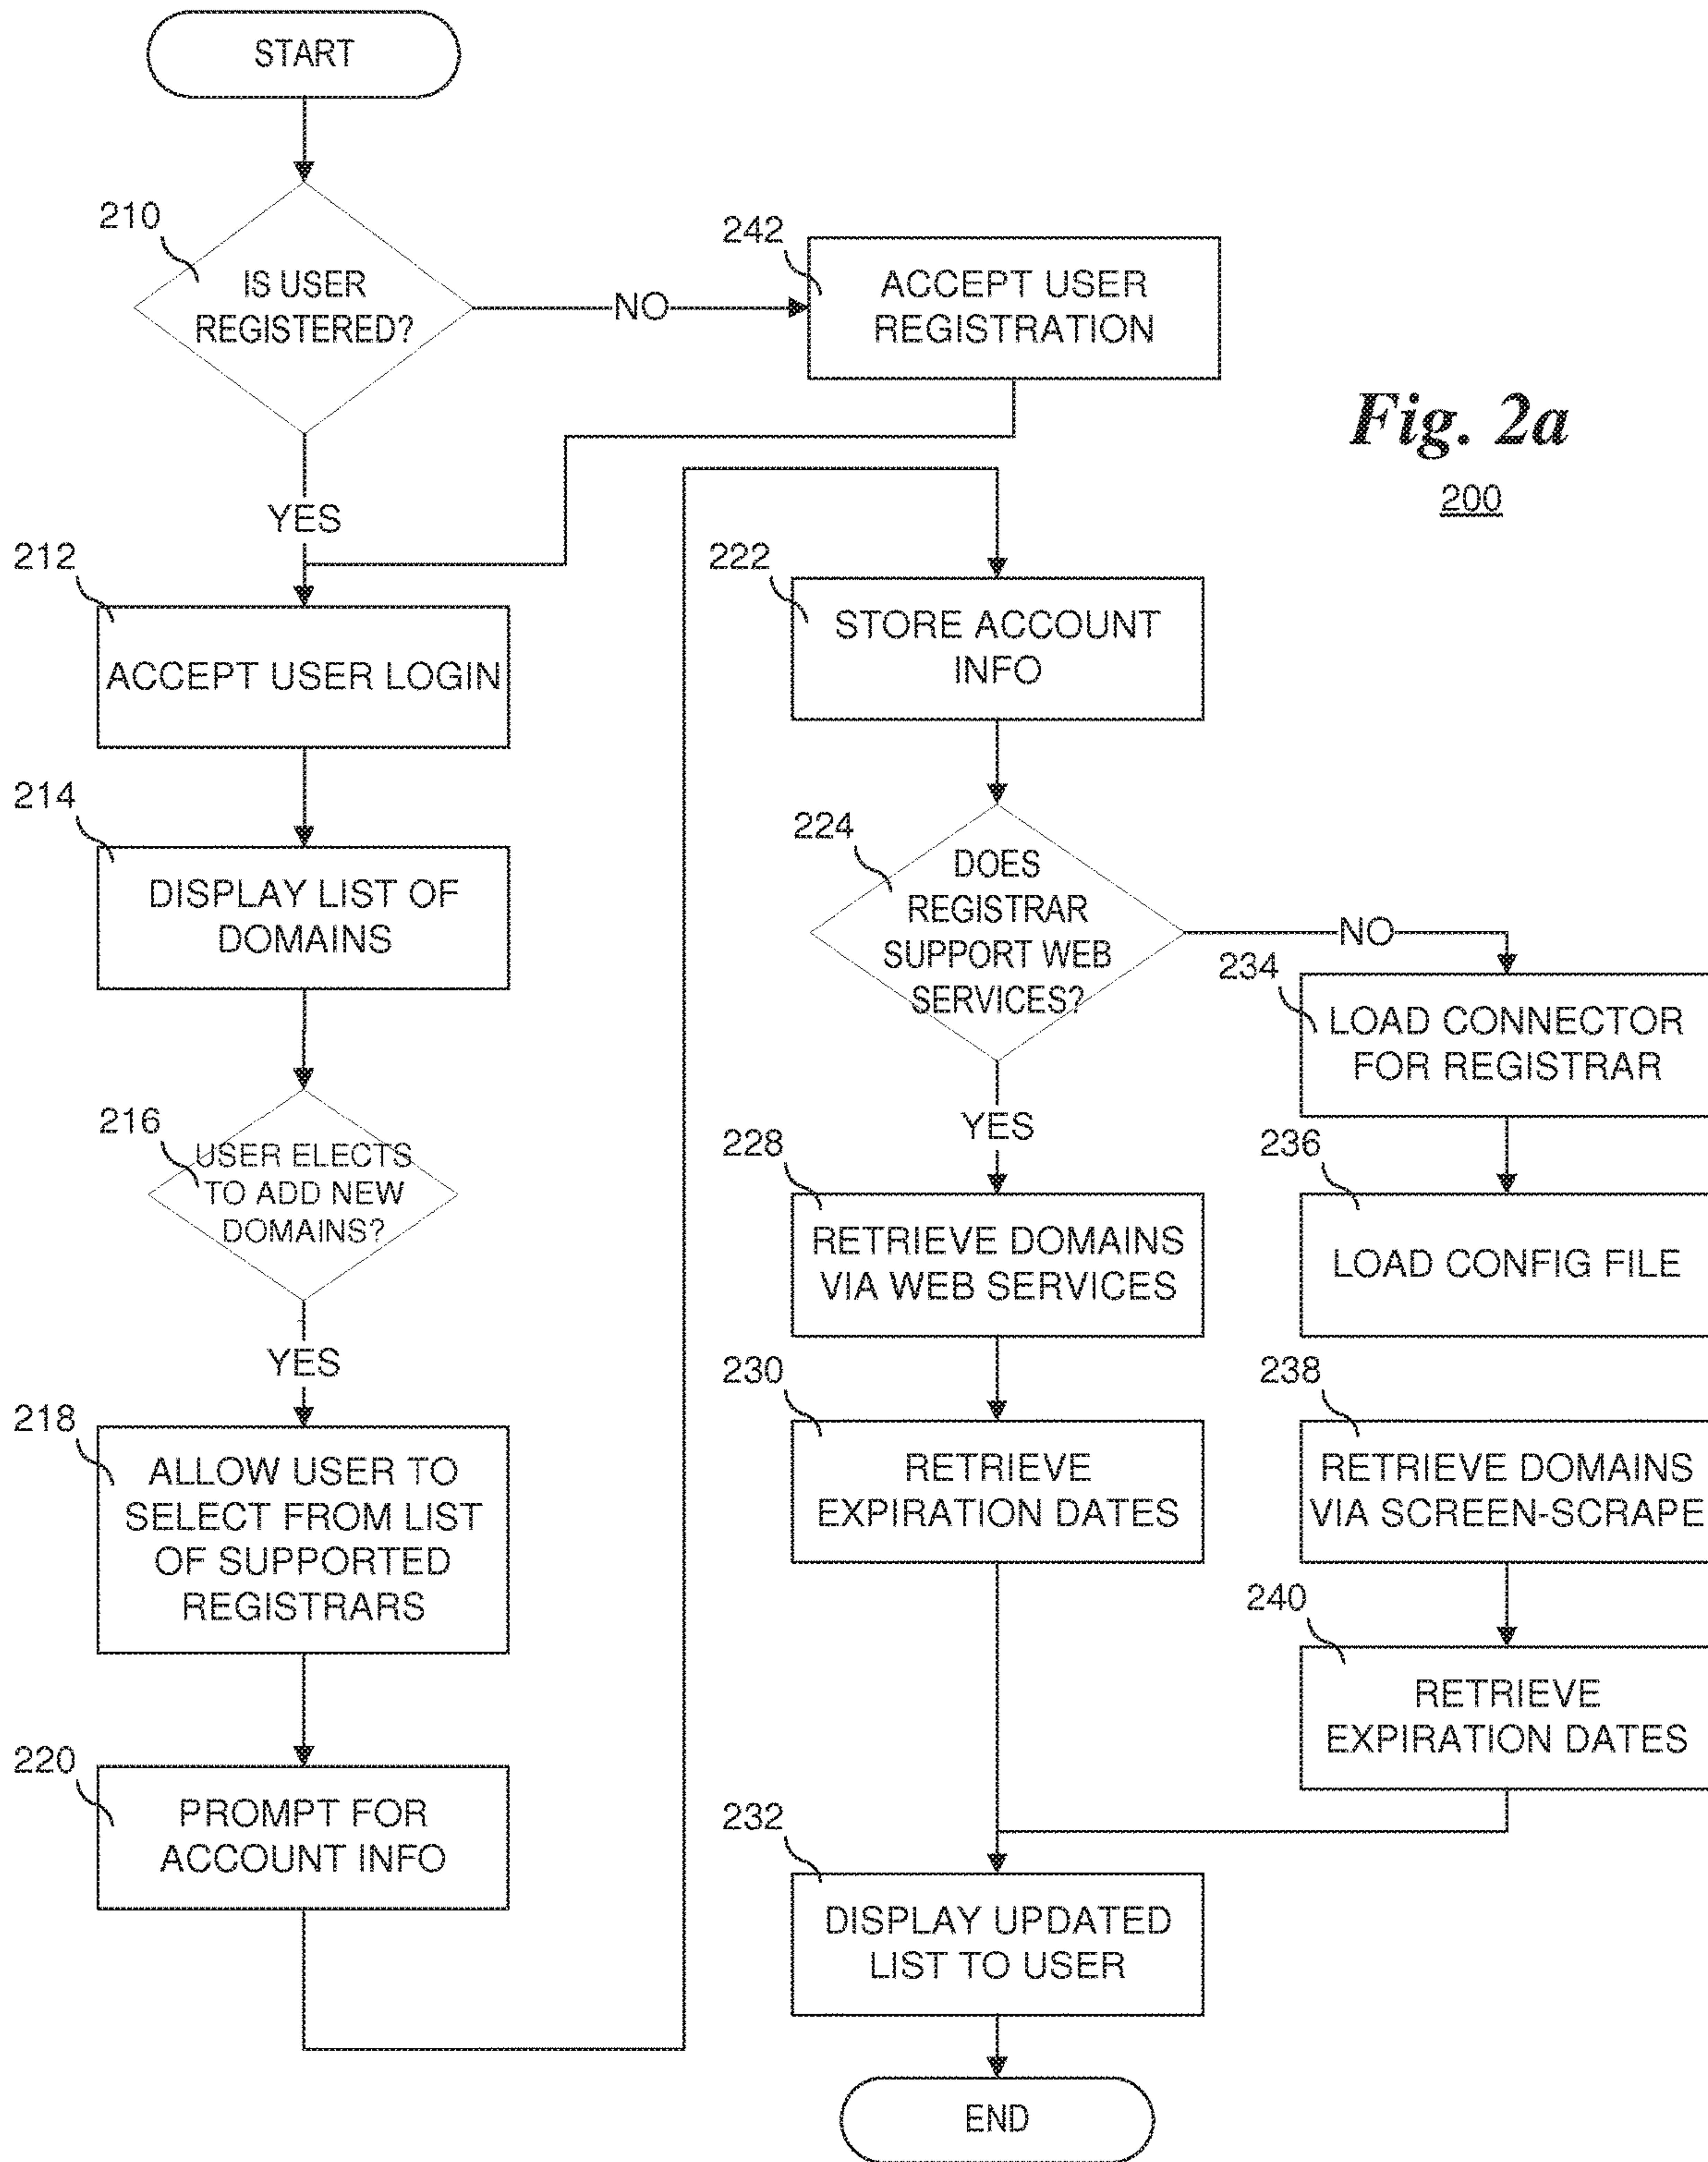 START
210
IS USER
REGISTERED?
NO
242
ACCEPT USER
REGISTRATION
Fig. 2a
200
YES
212
ACCEPT USER LOGIN
214
DISPLAY LIST OF
DOMAINS
216
USER ELECTS
TO ADD NEW
DOMAINS?
YES
218
ALLOW USER TO
SELECT FROM LIST
OF SUPPORTED
REGISTRARS
220
PROMPT FOR
ACCOUNT INFO
222
STORE ACCOUNT
INFO
224
DOES
REGISTRAR
SUPPORT WEB
SERVICES?
NO
YES
228
RETRIEVE DOMAINS
VIA WEB SERVICES
230
RETRIEVE
EXPIRATION DATES
234
LOAD CONNECTOR
FOR REGISTRAR
236
LOAD CONFIG FILE
238
RETRIEVE DOMAINS
VIA SCREEN-SCRAPE
240
RETRIEVE
EXPIRATION DATES
232
DISPLAY UPDATED
LIST TO USER
END